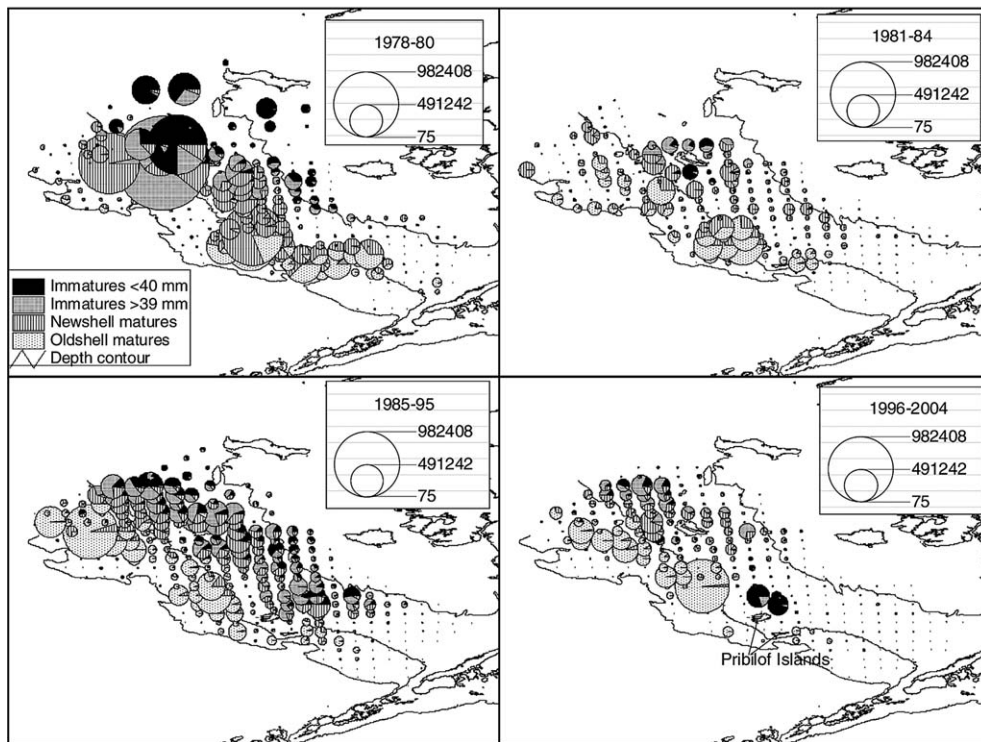 1978-80
982408
491242
75
Immatures <40 mm
Immatures >39 mm
Newshell matures
Oldshell matures
Depth contour
1981-84
982408
491242
75
1985-95
982408
491242
75
1996-2004
982408
491242
75
Pribilof Islands